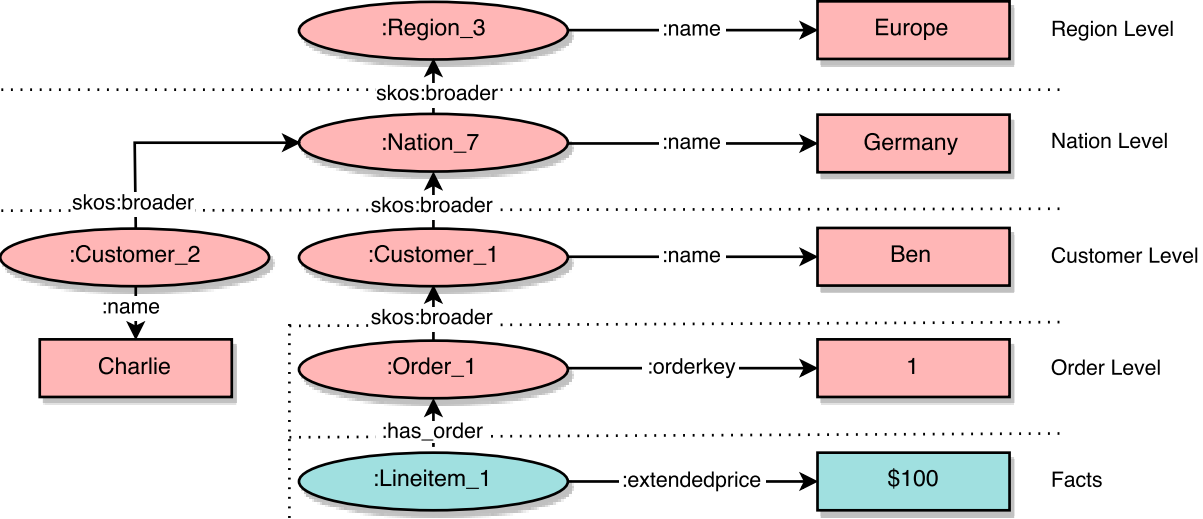 :Region_3 :name Europe Region Level
skos:broader
:Nation_7 :name Germany Nation Level
skos:broader skos:broader
:Customer_2 :Customer_1 :name Ben Customer Level
:name skos:broader
Charlie :Order_1 :orderkey 1 Order Level
:has_order
:Lineitem_1 :extendedprice $100 Facts